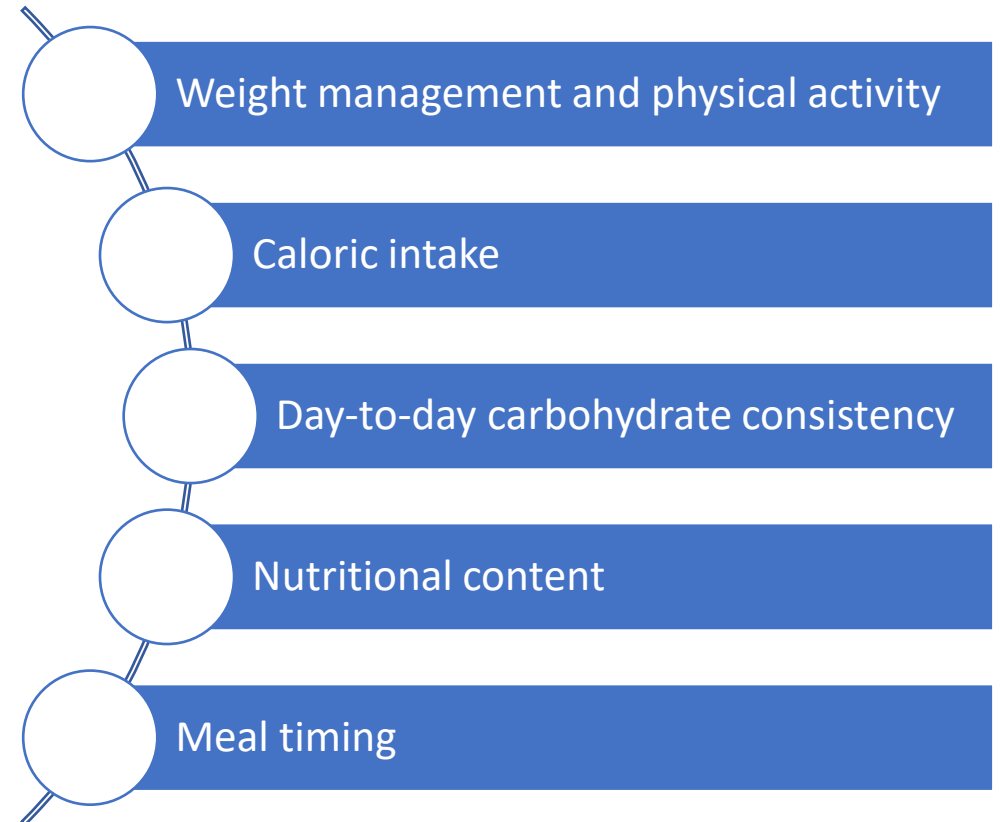 Weight management and physical activity
Caloric intake
Day-to-day carbohydrate consistency
Nutritional content
Meal timing